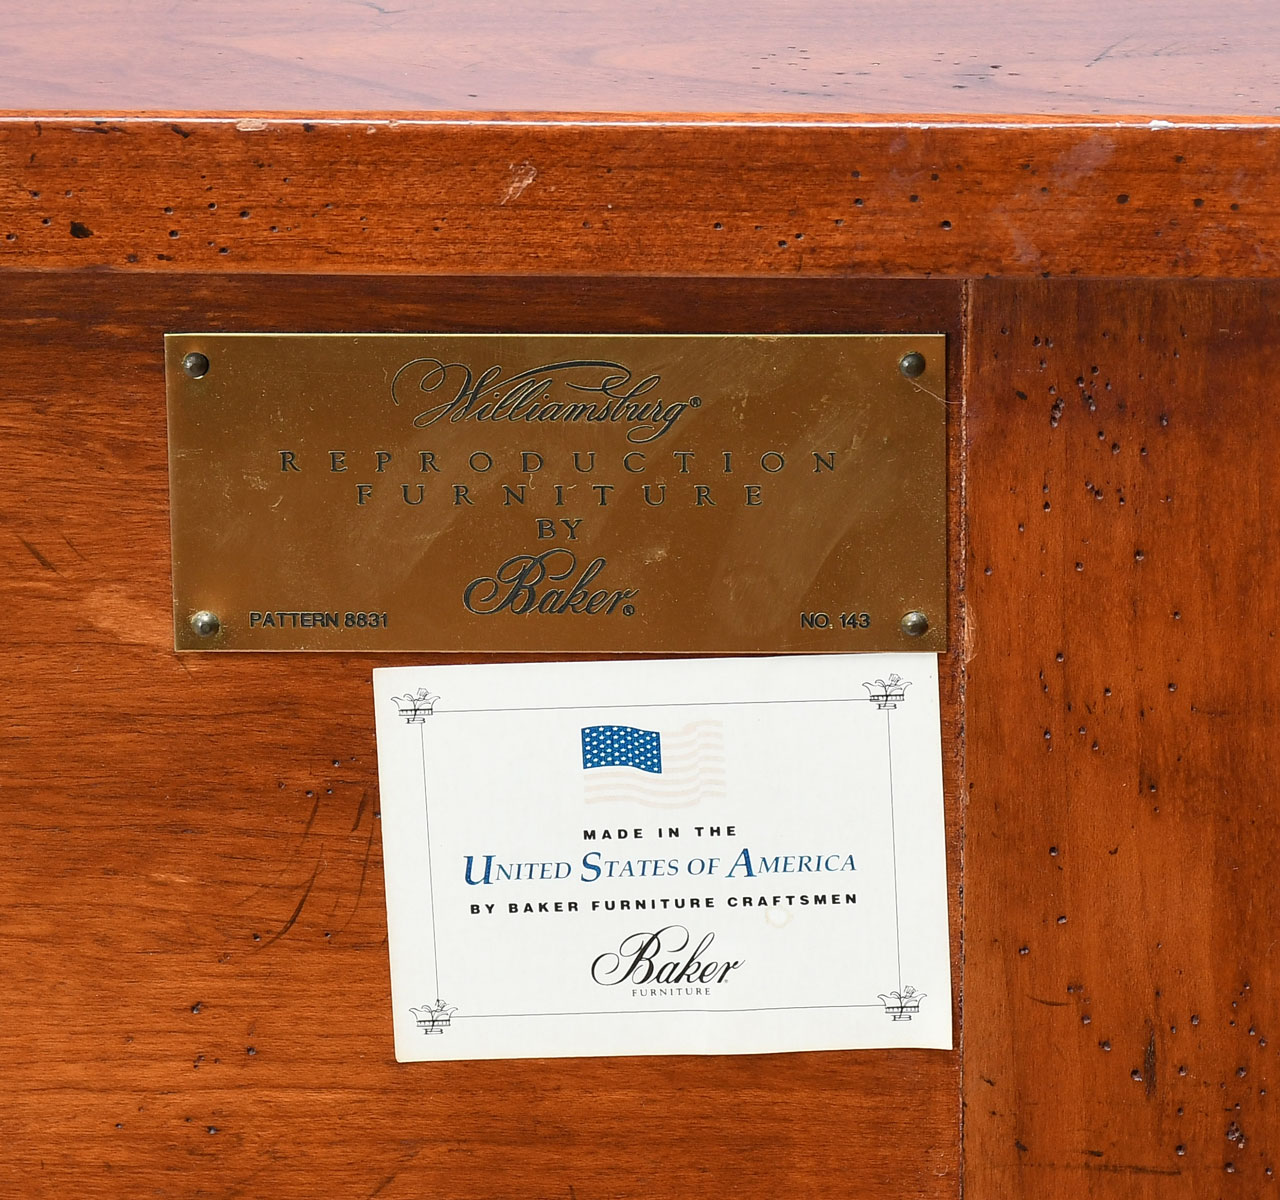 Williamsburg®
REPRODUCTION
FURNITURE
BY
Baker®
PATTERN 8831 NO. 143
MADE IN THE
UNITED STATES OF AMERICA
BY BAKER FURNITURE CRAFTSMEN
Baker
FURNITURE